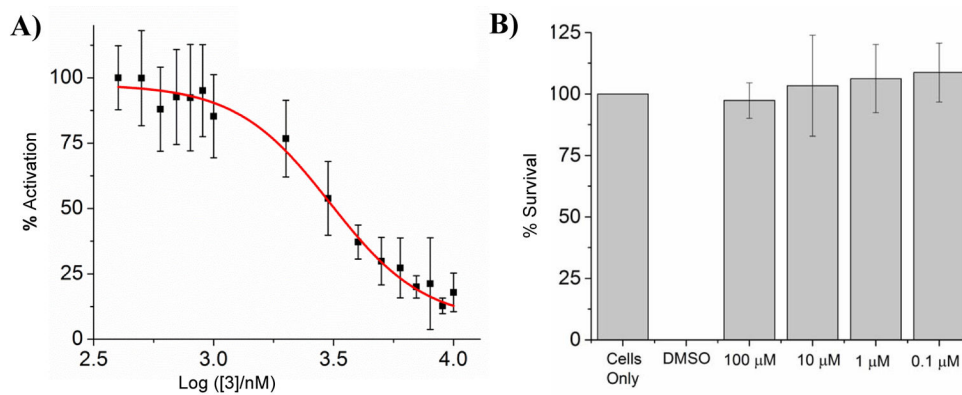 A)
% Activation
100
75
50
25
0
2.5 3.0 3.5 4.0
Log ([3]/nM)
B)
% Survival
125
100
75
50
25
0
Cells Only DMSO 100 μM 10 μM 1 μM 0.1 μM